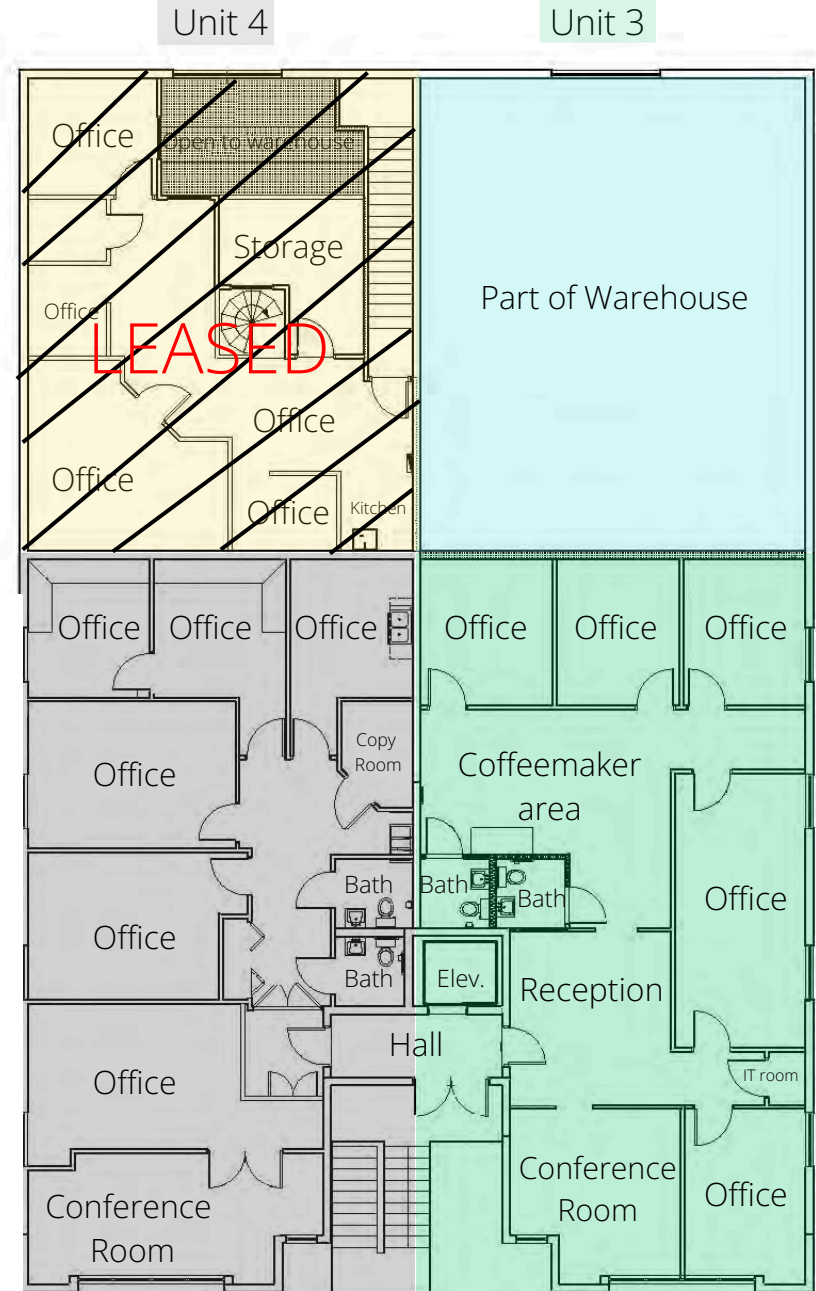 Unit 4
Unit 3
Office
Open to warehouse
Storage
Office
LEASED
Office
Office
Office
Kitchen
Part of Warehouse
Office
Office
Office
Office
Office
Office
Office
Copy
Room
Coffeemaker
area
Office
Bath
Bath
Bath
Office
Bath
Elev.
Reception
Hall
IT room
Office
Conference
Room
Conference
Room
Office